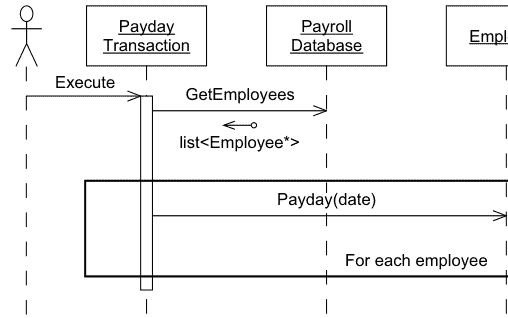 Payday
Transaction
Payroll
Database
Empl
Execute
GetEmployees
list<Employee*>
Payday(date)
For each employee